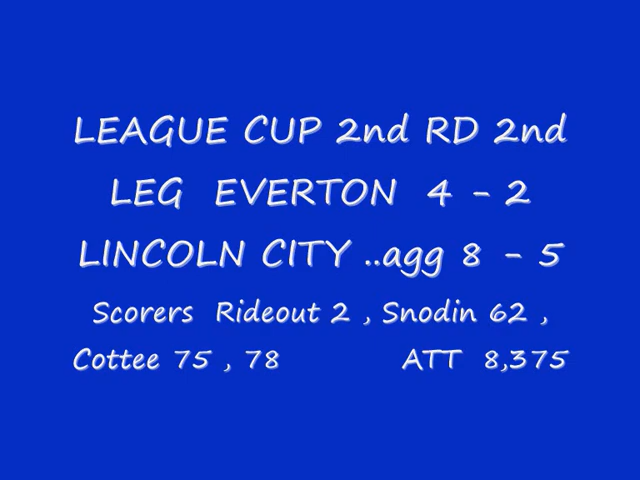 LEAGUE CUP 2nd RD 2nd
LEG EVERTON 4 - 2
LINCOLN CITY ..agg 8 - 5
Scorers Rideout 2 , Snodin 62 ,
Cottee 75 , 78 ATT 8,375